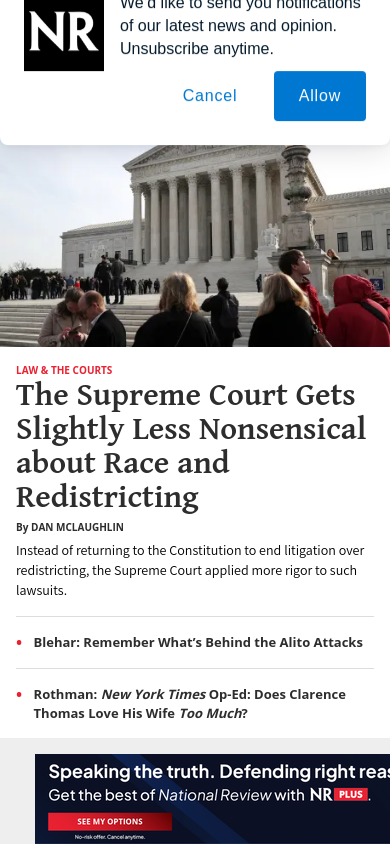 NR
We'd like to send you notifications
of our latest news and opinion.
Unsubscribe anytime.
Cancel
Allow
LAW & THE COURTS
The Supreme Court Gets
Slightly Less Nonsensical
about Race and
Redistricting
By DAN MCLAUGHLIN
Instead of returning to the Constitution to end litigation over
redistricting, the Supreme Court applied more rigor to such
lawsuits.
• Blehar: Remember What’s Behind the Alito Attacks
• Rothman: New York Times Op-Ed: Does Clarence
Thomas Love His Wife Too Much?
Speaking the truth. Defending right reas
Get the best of National Review with NR PLUS.
SEE MY OPTIONS
No-risk offer. Cancel anytime.